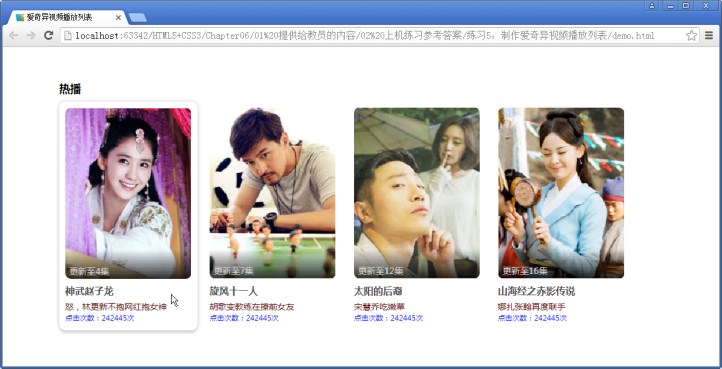 爱奇异视频播放列表
localhost:63342/HTML5+CSS3/Chapter06/01%20提供给教员的内容/02%20上机练习参考答案/练习5：制作爱奇异视频播放列表/demo.html
热播
更新至4集
更新至7集
更新至12集
更新至16集
神武赵子龙
旋风十一人
太阳的后裔
山海经之赤影传说
怒，林更新不抱网红抱女神
胡歌变教练在撩前女友
宋慧乔吃嫩草
娜扎张翰再度联手
点击次数：242445次
点击次数：242445次
点击次数：242445次
点击次数：242445次